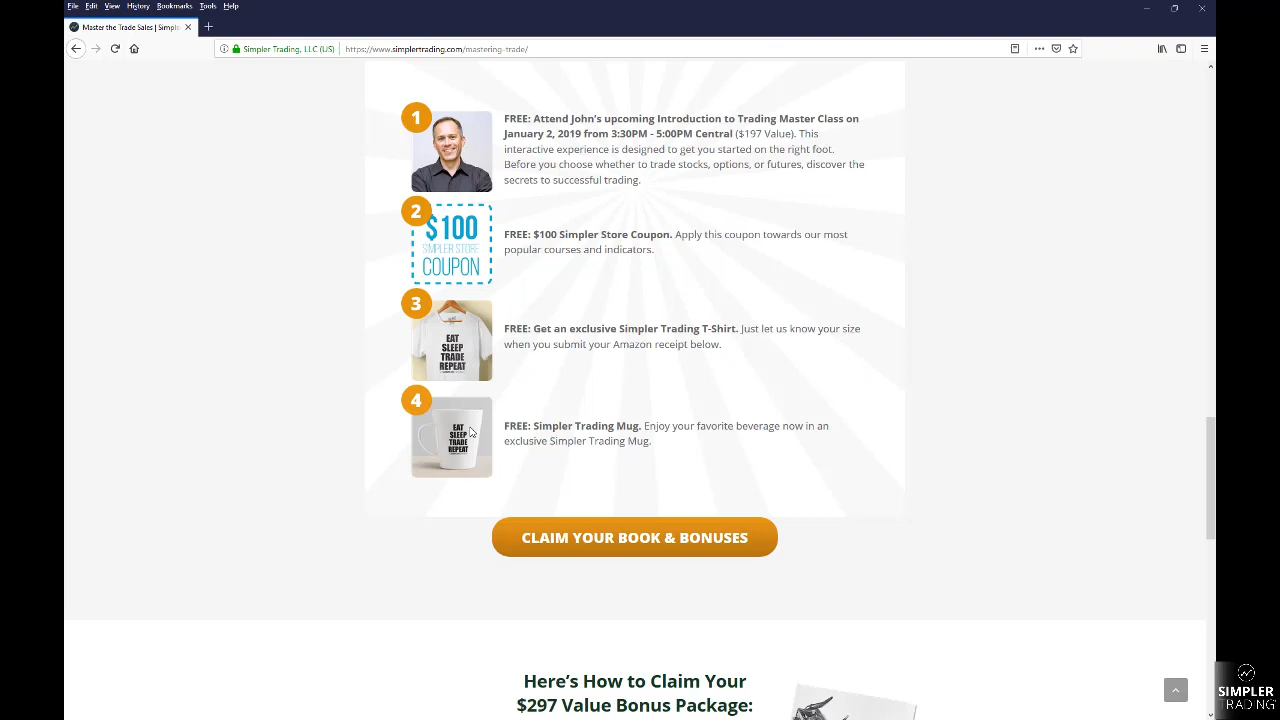 File Edit View History Bookmarks Tools Help
Master the Trade Sales | Simple
Simpler Trading, LLC (US) https://www.simplertrading.com/mastering-trade/
1
FREE: Attend John's upcoming Introduction to Trading Master Class on
January 2, 2019 from 3:30PM - 5:00PM Central ($197 Value). This
interactive experience is designed to get you started on the right foot.
Before you choose whether to trade stocks, options, or futures, discover the
secrets to successful trading.
2
$100
SIMPLER STORE
COUPON
FREE: $100 Simpler Store Coupon. Apply this coupon towards our most
popular courses and indicators.
3
EAT
SLEEP
TRADE
REPEAT
FREE: Get an exclusive Simpler Trading T-Shirt. Just let us know your size
when you submit your Amazon receipt below.
4
EAT
SLEEP
TRADE
REPEAT
FREE: Simpler Trading Mug. Enjoy your favorite beverage now in an
exclusive Simpler Trading Mug.
CLAIM YOUR BOOK & BONUSES
Here's How to Claim Your
$297 Value Bonus Package:
SIMPLER
TRADING